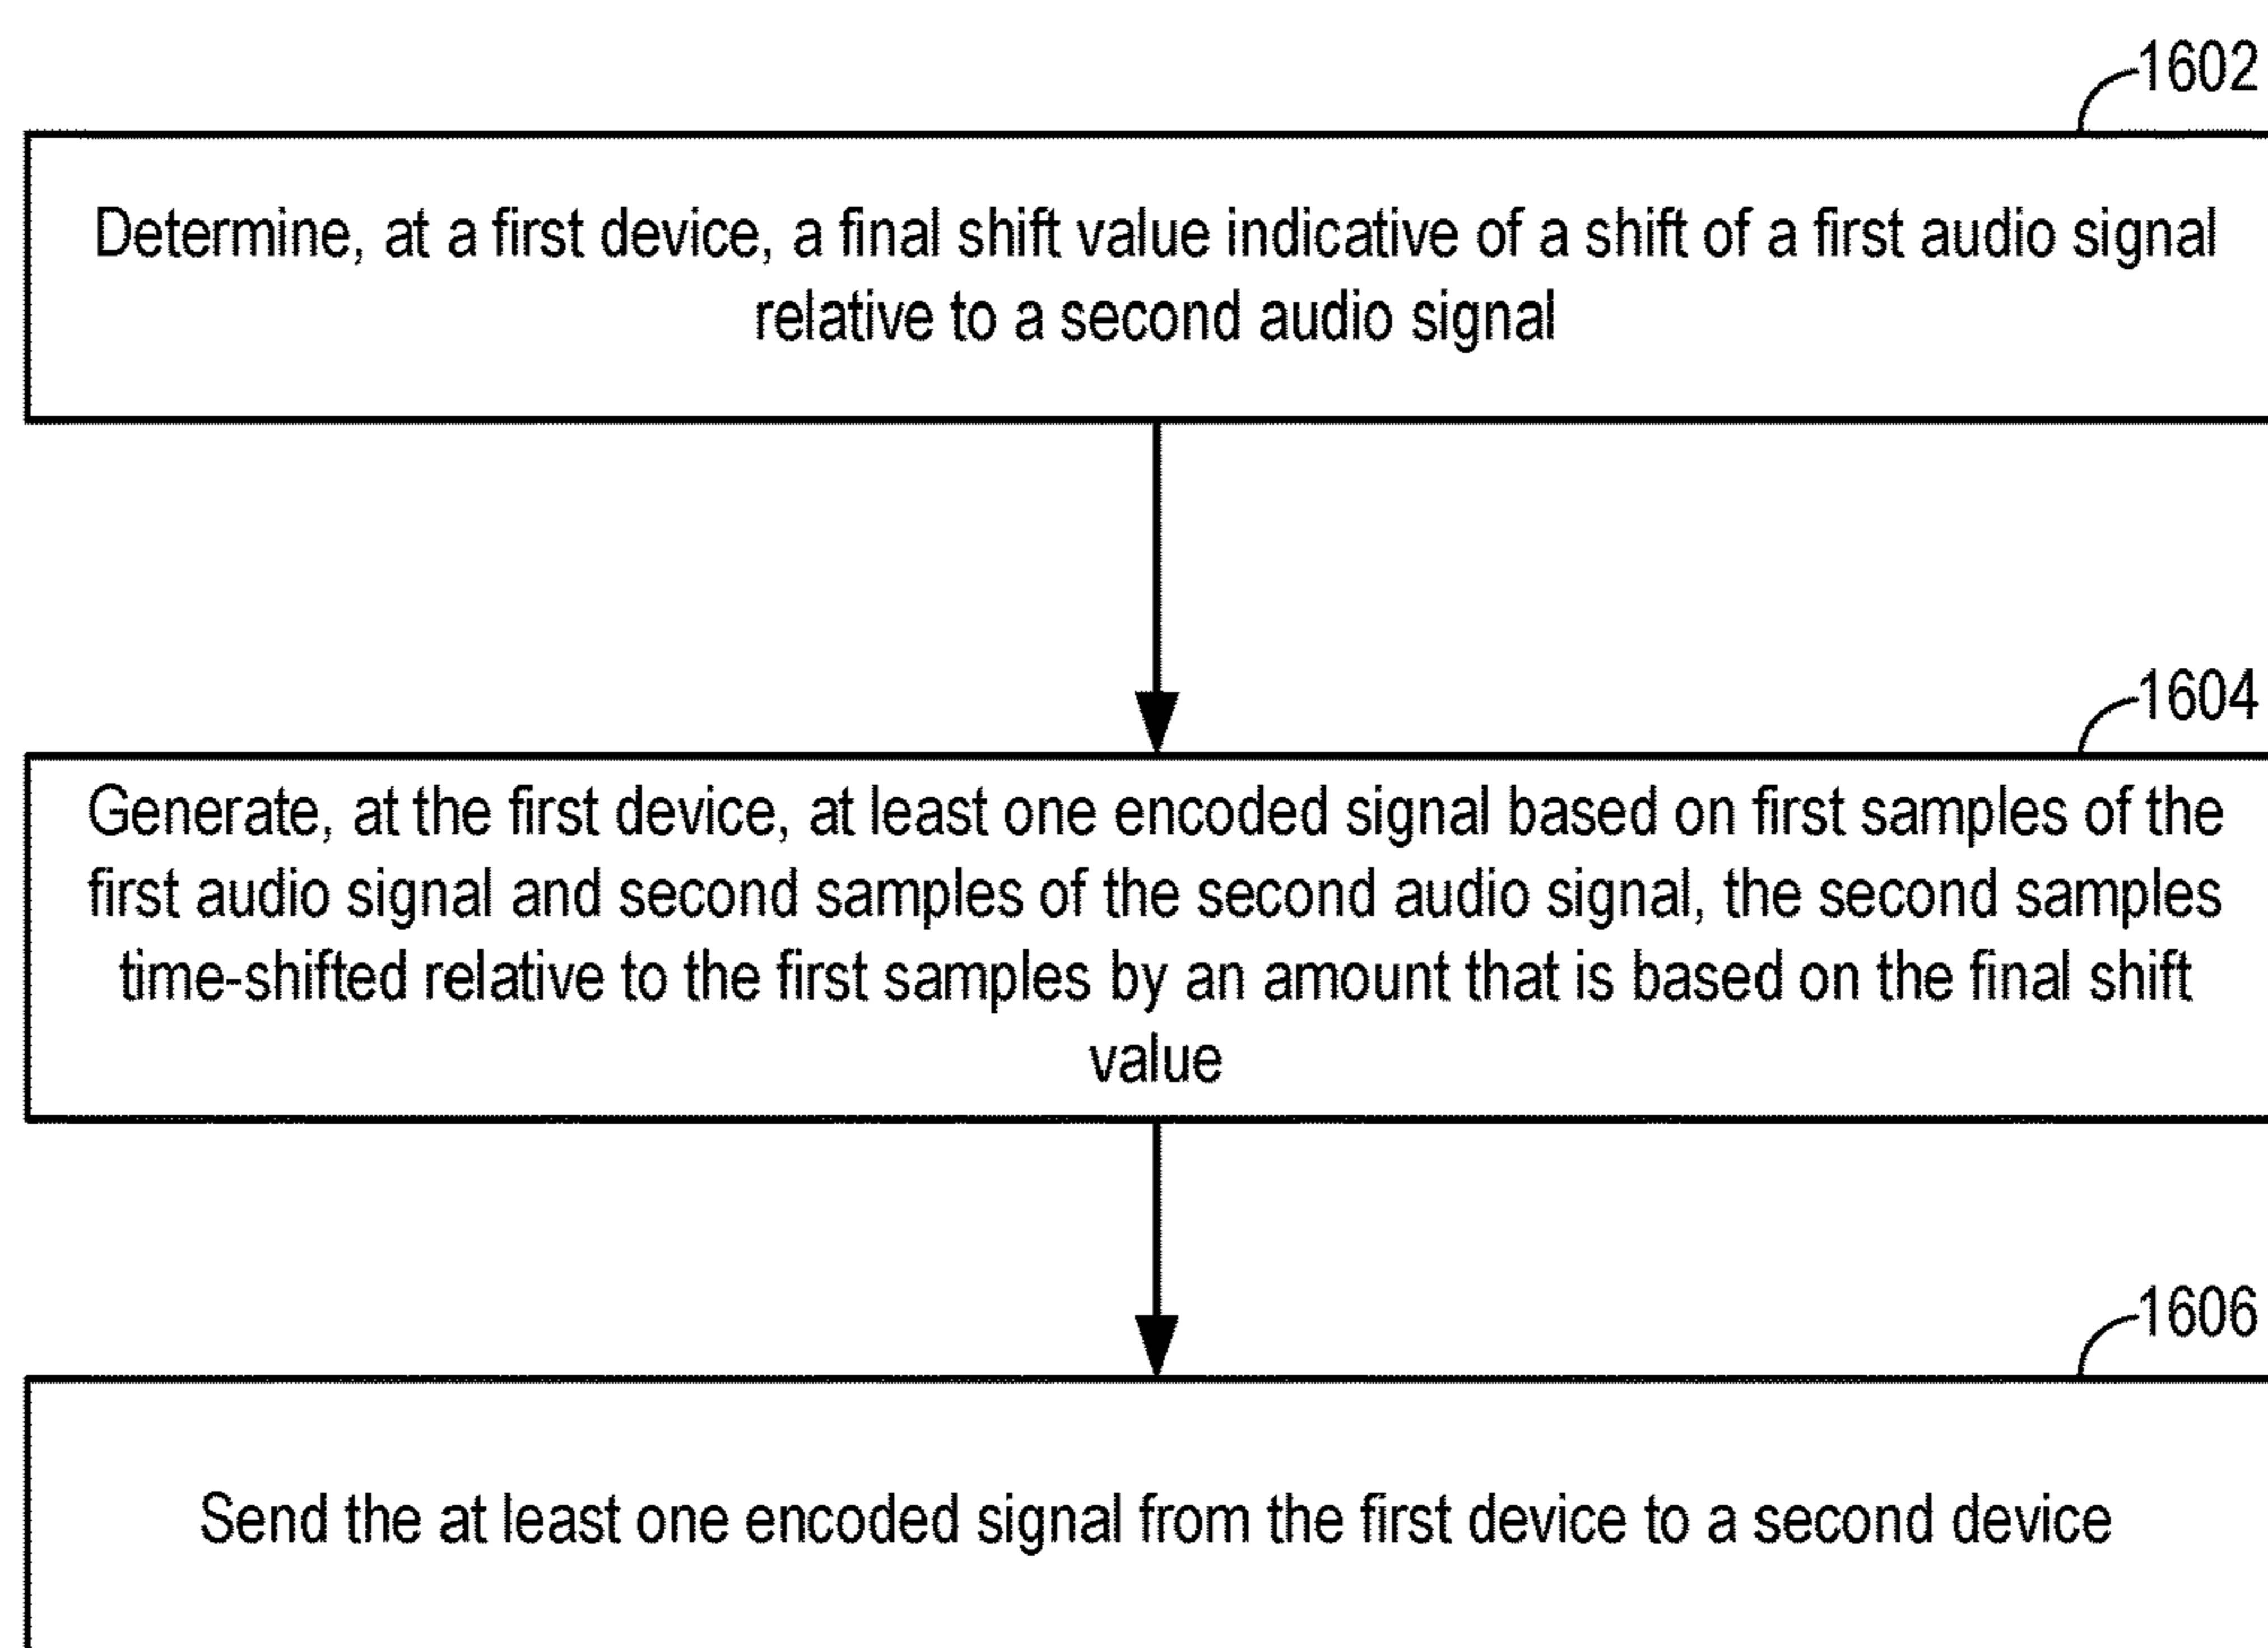 1602
Determine, at a first device, a final shift value indicative of a shift of a first audio signal
relative to a second audio signal
1604
Generate, at the first device, at least one encoded signal based on first samples of the
first audio signal and second samples of the second audio signal, the second samples
time-shifted relative to the first samples by an amount that is based on the final shift
value
1606
Send the at least one encoded signal from the first device to a second device